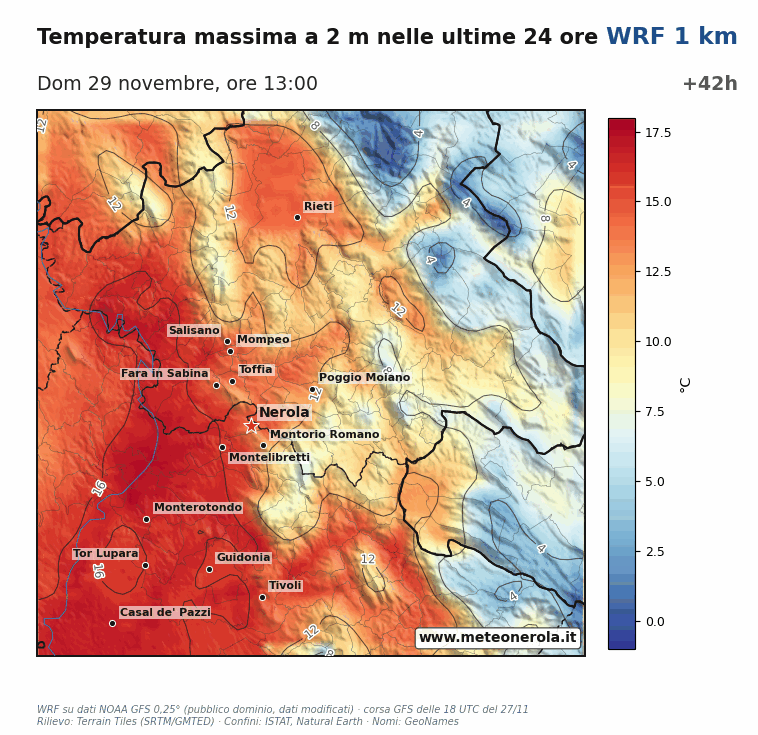 Temperatura massima a 2 m nelle ultime 24 ore WRF 1 km
Dom 29 novembre, ore 13:00 +42h
12
8
4
4
12
12
4
8
Rieti
4
12
17.5
15.0
12.5
10.0
7.5
5.0
2.5
0.0
°C
Salisano
Mompeo
Toffia
Fara in Sabina
8
Poggio Moiano
12
Nerola
Montorio Romano
Montelibretti
16
Monterotondo
Tor Lupara
16
Guidonia
12
4
Tivoli
4
Casal de' Pazzi
12
8
www.meteonerola.it
WRF su dati NOAA GFS 0,25° (pubblico dominio, dati modificati) · corsa GFS delle 18 UTC del 27/11
Rilievo: Terrain Tiles (SRTM/GMTED) · Confini: ISTAT, Natural Earth · Nomi: GeoNames